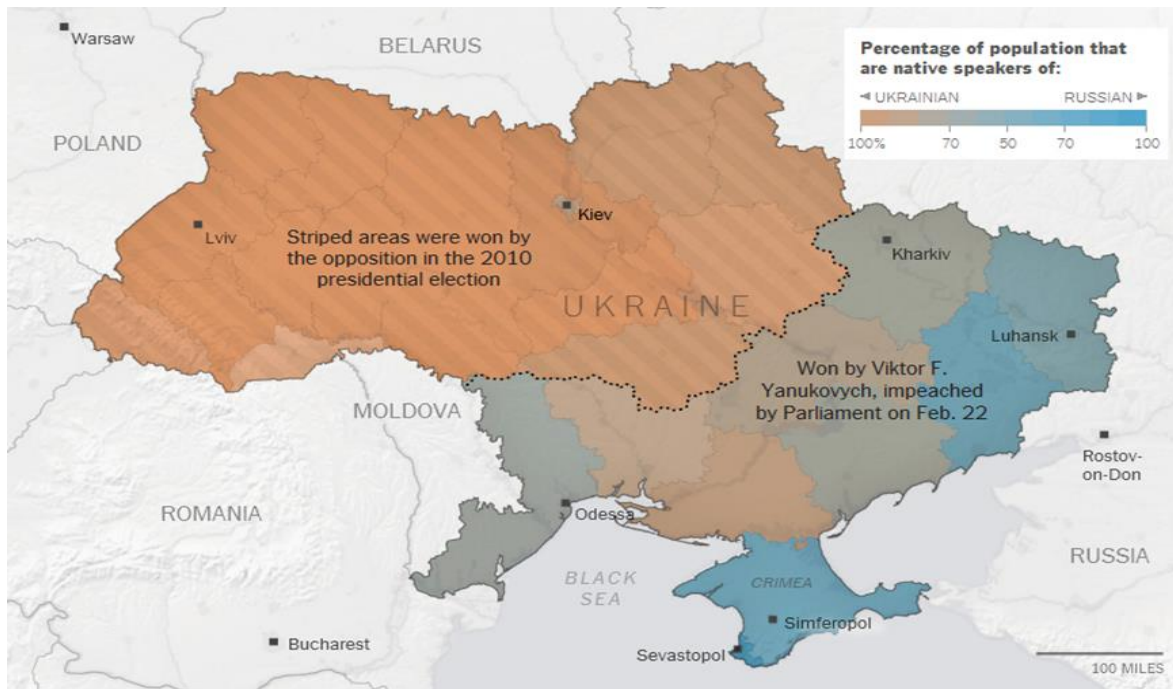 Warsaw
BELARUS
POLAND
Percentage of population that
are native speakers of:
◄ UKRAINIAN
RUSSIAN ►
100%
70
50
70
100
Kiev
Lviv
Striped areas were won by
the opposition in the 2010
presidential election
Kharkiv
UKRAINE
Luhansk
Won by Viktor F.
Yanukovych, impeached
by Parliament on Feb. 22
MOLDOVA
Rostov-
on-Don
ROMANIA
Odessa
RUSSIA
BLACK
SEA
CRIMEA
Simferopol
Bucharest
Sevastopol
100 MILES